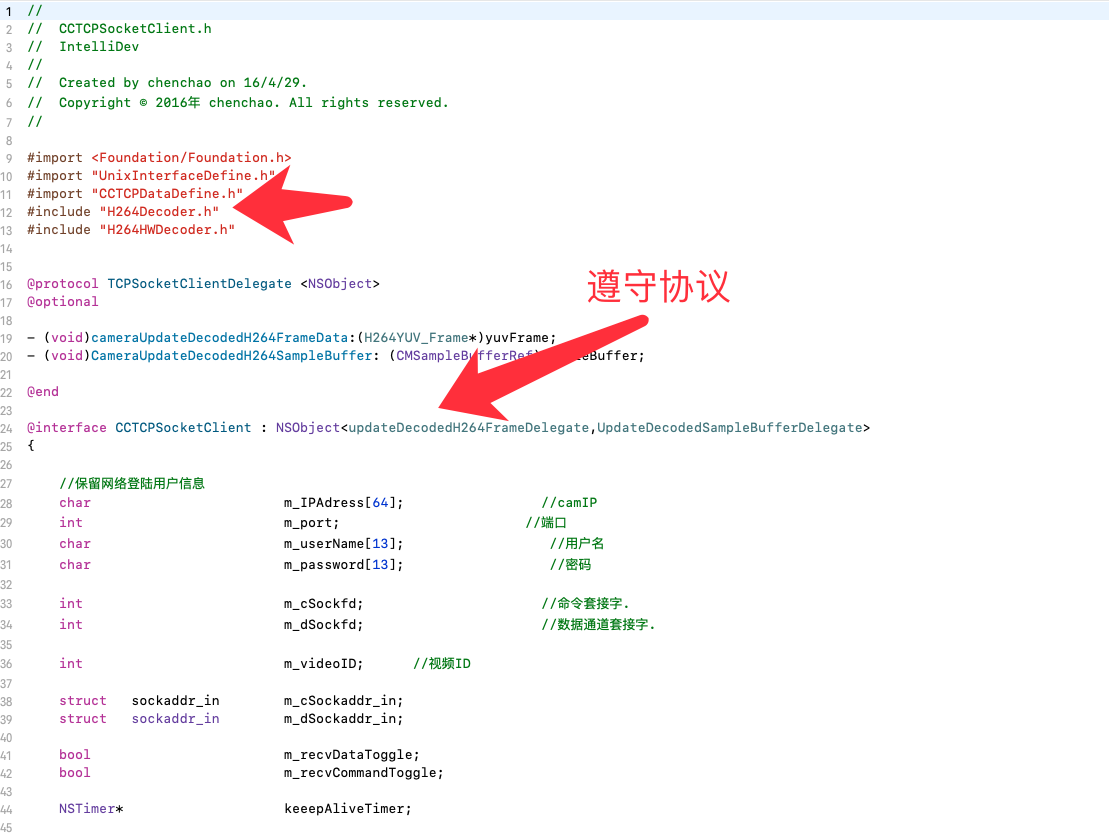 1 //
2 // CCTCPSocketClient.h
3 // IntelliDev
4 //
5 // Created by chenchao on 16/4/29.
6 // Copyright © 2016年 chenchao. All rights reserved.
7 //
8
9 #import <Foundation/Foundation.h>
10 #import "UnixInterfaceDefine.h"
11 #import "CCTCPDataDefine.h"
12 #include "H264Decoder.h"
13 #include "H264HWDecoder.h"
14
15
遵守协议
16 @protocol TCPSocketClientDelegate <NSObject>
17 @optional
18
19 - (void)cameraUpdateDecodedH264FrameData:(H264YUV_Frame*)yuvFrame;
20 - (void)CameraUpdateDecodedH264SampleBuffer: (CMSampleBufferRef) Buffer;
21
22 @end
23
24 @interface CCTCPSocketClient : NSObject<updateDecodedH264FrameDelegate,UpdateDecodedSampleBufferDelegate>
25 {
26
27 //保留网络登陆用户信息
28 char m_IPAdress[64]; //camIP
29 int m_port; //端口
30 char m_userName[13]; //用户名
31 char m_password[13]; //密码
32
33 int m_cSockfd; //命令套接字.
34 int m_dSockfd; //数据通道套接字.
35
36 int m_videoID; //视频ID
37
38 struct sockaddr_in m_cSockaddr_in;
39 struct sockaddr_in m_dSockaddr_in;
40
41 bool m_recvDataToggle;
42 bool m_recvCommandToggle;
43
44 NSTimer* keeepAliveTimer;
45